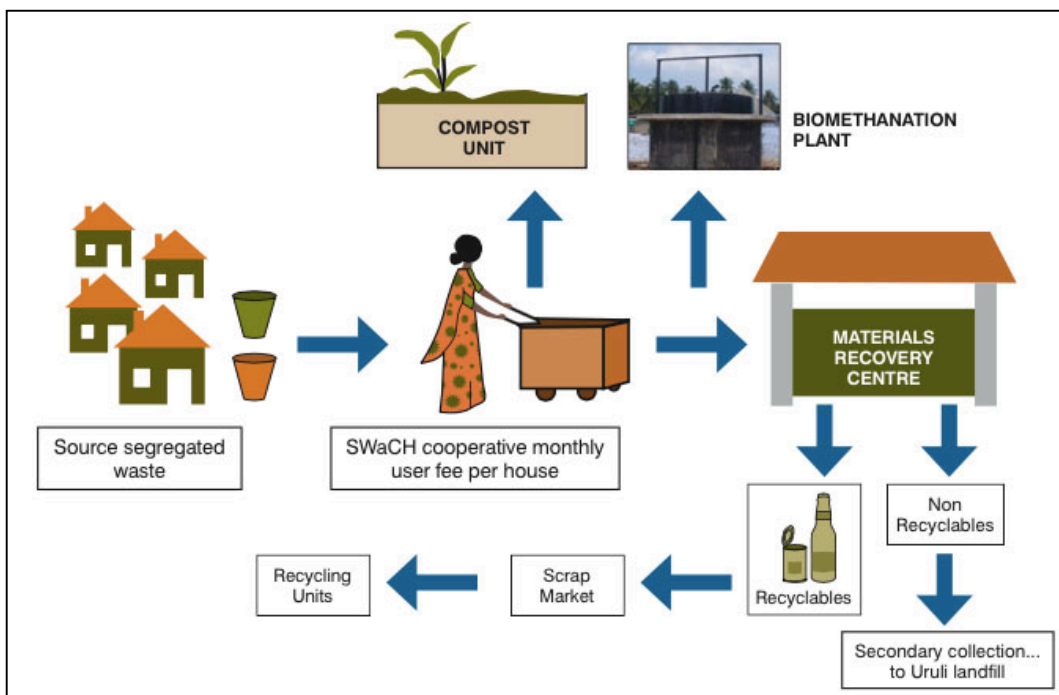 COMPOST
UNIT
BIOMETHANATION
PLANT
MATERIALS
RECOVERY
CENTRE
Source segregated
waste
SWaCH cooperative monthly
user fee per house
Non
Recyclables
Recyclables
Scrap
Market
Recycling
Units
Secondary collection...
to Uruli landfill